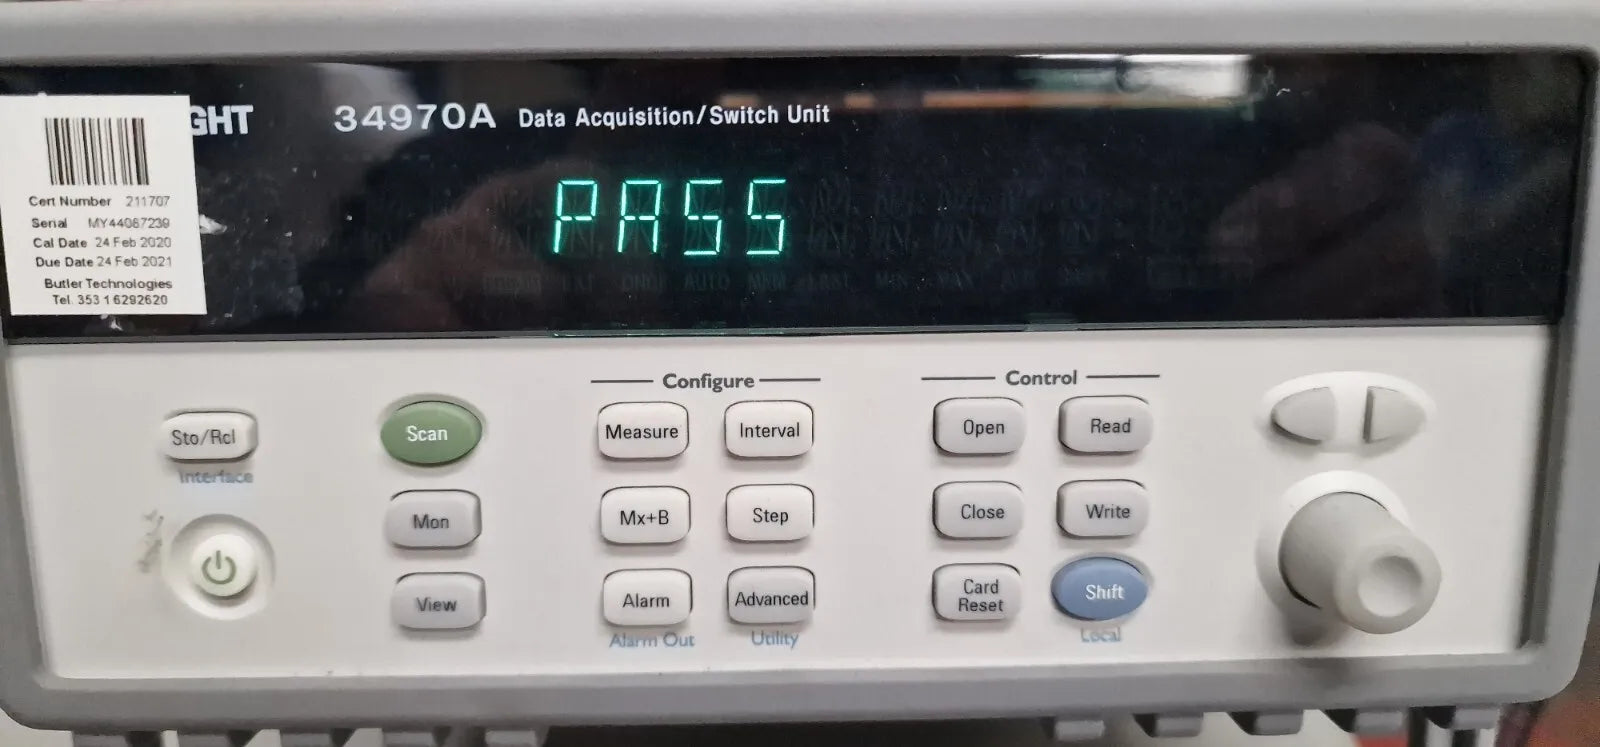 GHT 34970A Data Acquisition/Switch Unit
Cert Number 211707
Serial MY44087239
Cal Date 24 Feb 2020
Due Date 24 Feb 2021
Butler Technologies
Tel. 353 1 6292620
PASS
Configure
Control
Sto/Rcl
Interface
Scan
Mon
View
Measure
Interval
Mx+B
Step
Alarm
Advanced
Alarm Out
Utility
Open
Read
Close
Write
Card
Reset
Shift
Local